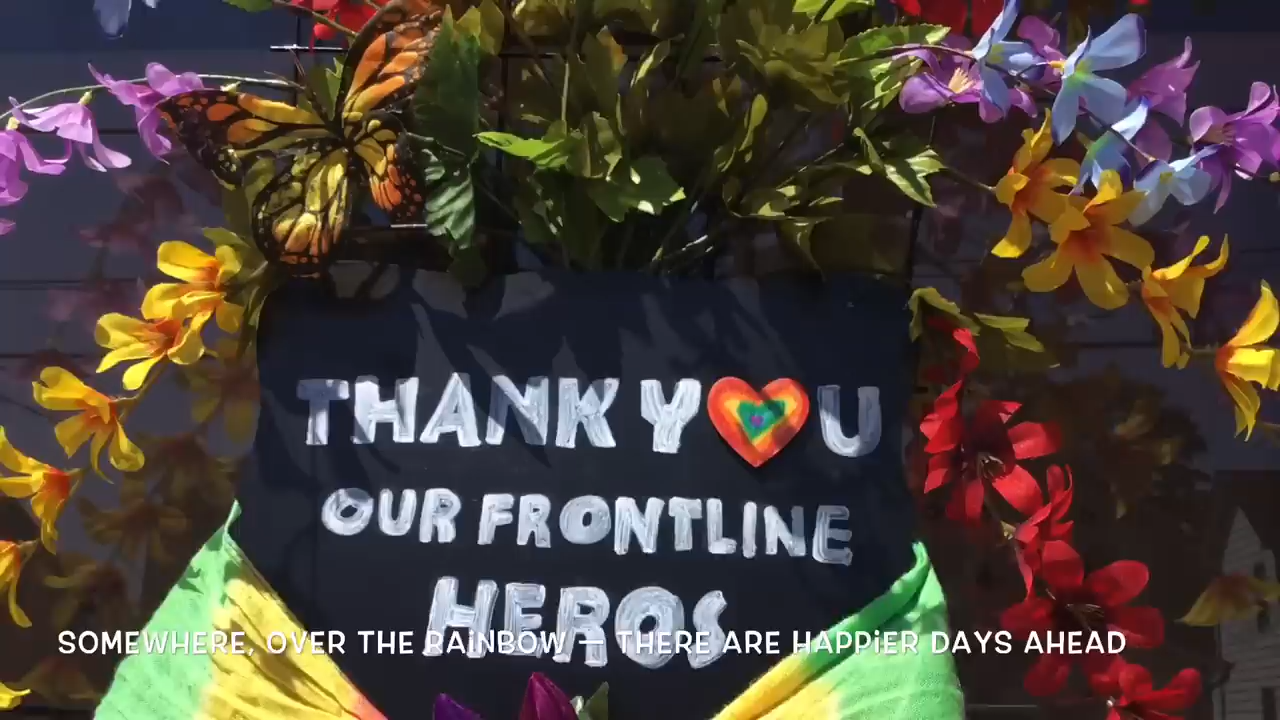 THANK Y❤U
OUR FRONTLINE
HEROS
SOMEWHERE, OVER THE RAiNBOW — THERE ARE HAPPiER DAYS AHEAD